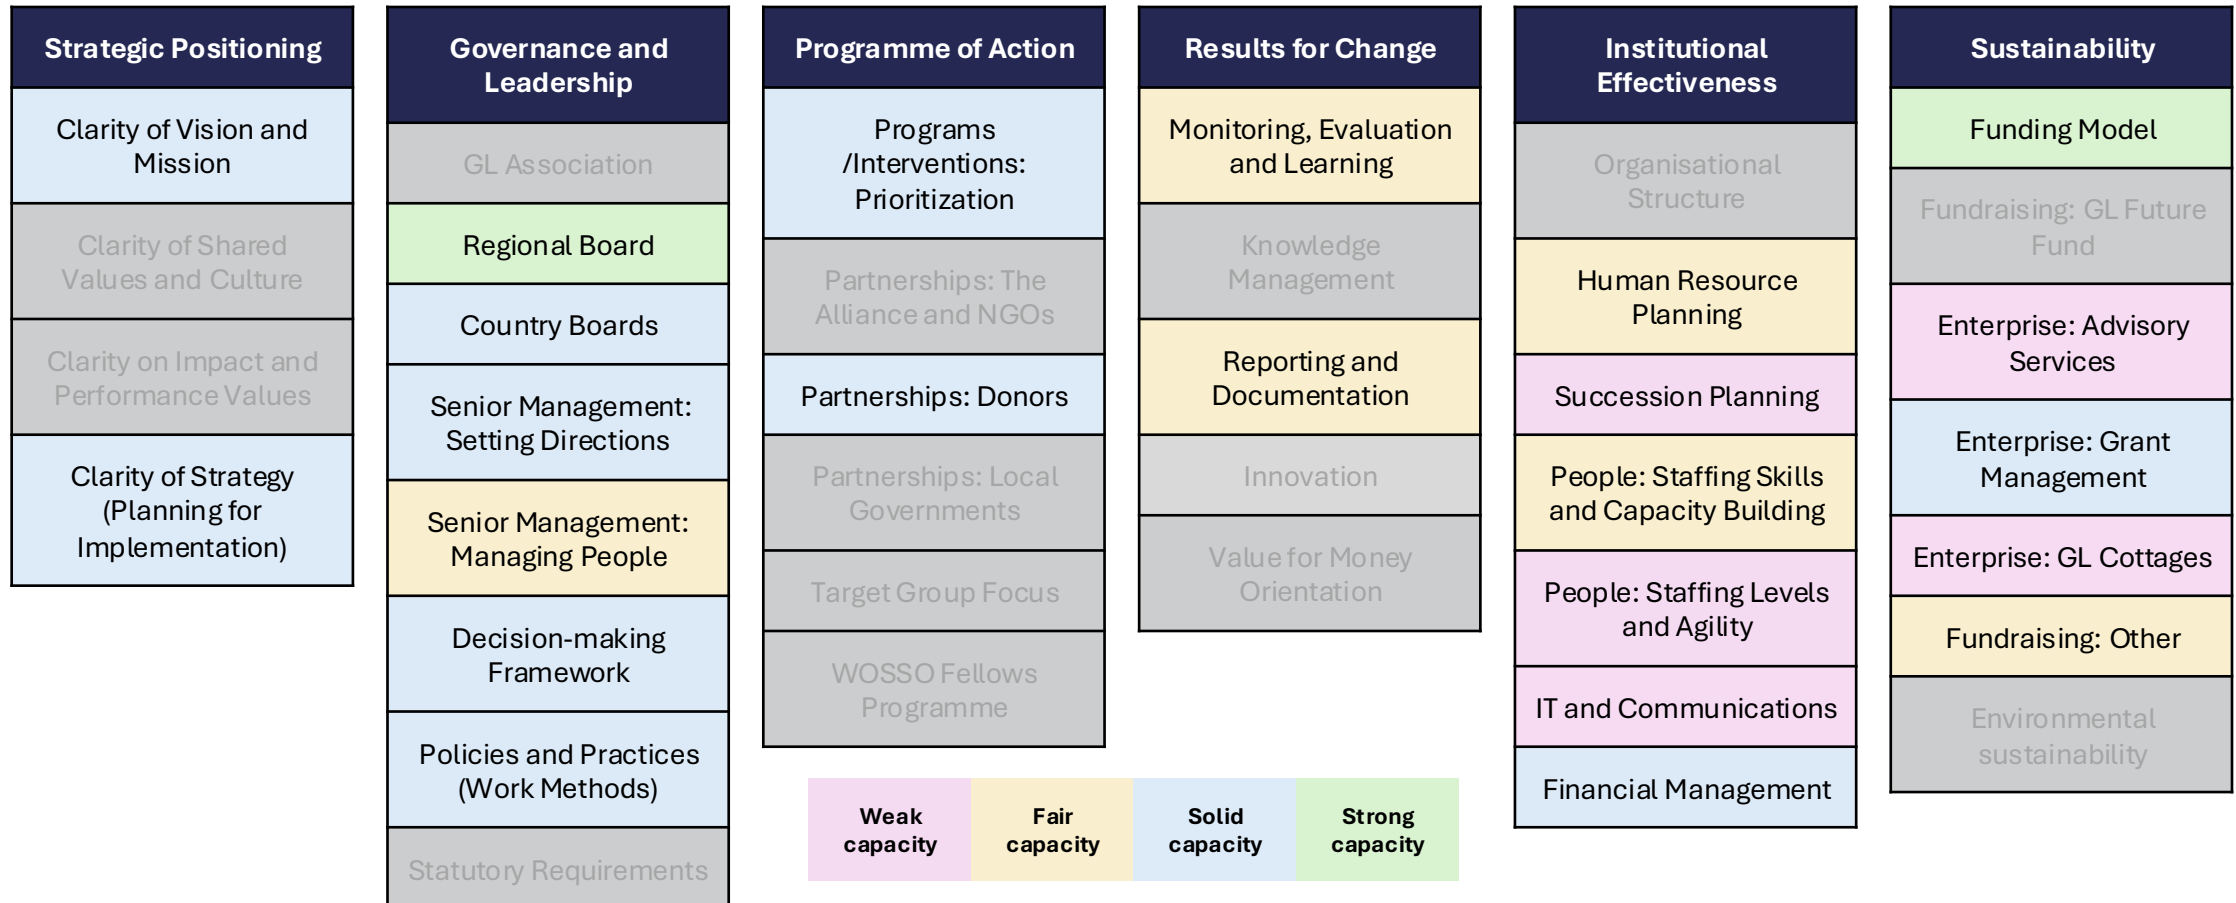 Strategic Positioning
Clarity of Vision and
Mission
Clarity of Shared
Values and Culture
Clarity on Impact and
Performance Values
Clarity of Strategy
(Planning for
Implementation)
Governance and
Leadership
GL Association
Regional Board
Country Boards
Senior Management:
Setting Directions
Senior Management:
Managing People
Decision-making
Framework
Policies and Practices
(Work Methods)
Statutory Requirements
Programme of Action
Programs
/Interventions:
Prioritization
Partnerships: The
Alliance and NGOs
Partnerships: Donors
Partnerships: Local
Governments
Target Group Focus
WOSSO Fellows
Programme
Results for Change
Monitoring, Evaluation
and Learning
Knowledge
Management
Reporting and
Documentation
Innovation
Value for Money
Orientation
Institutional
Effectiveness
Organisational
Structure
Human Resource
Planning
Succession Planning
People: Staffing Skills
and Capacity Building
People: Staffing Levels
and Agility
IT and Communications
Financial Management
Sustainability
Funding Model
Fundraising: GL Future
Fund
Enterprise: Advisory
Services
Enterprise: Grant
Management
Enterprise: GL Cottages
Fundraising: Other
Environmental
sustainability
Weak
capacity
Fair
capacity
Solid
capacity
Strong
capacity